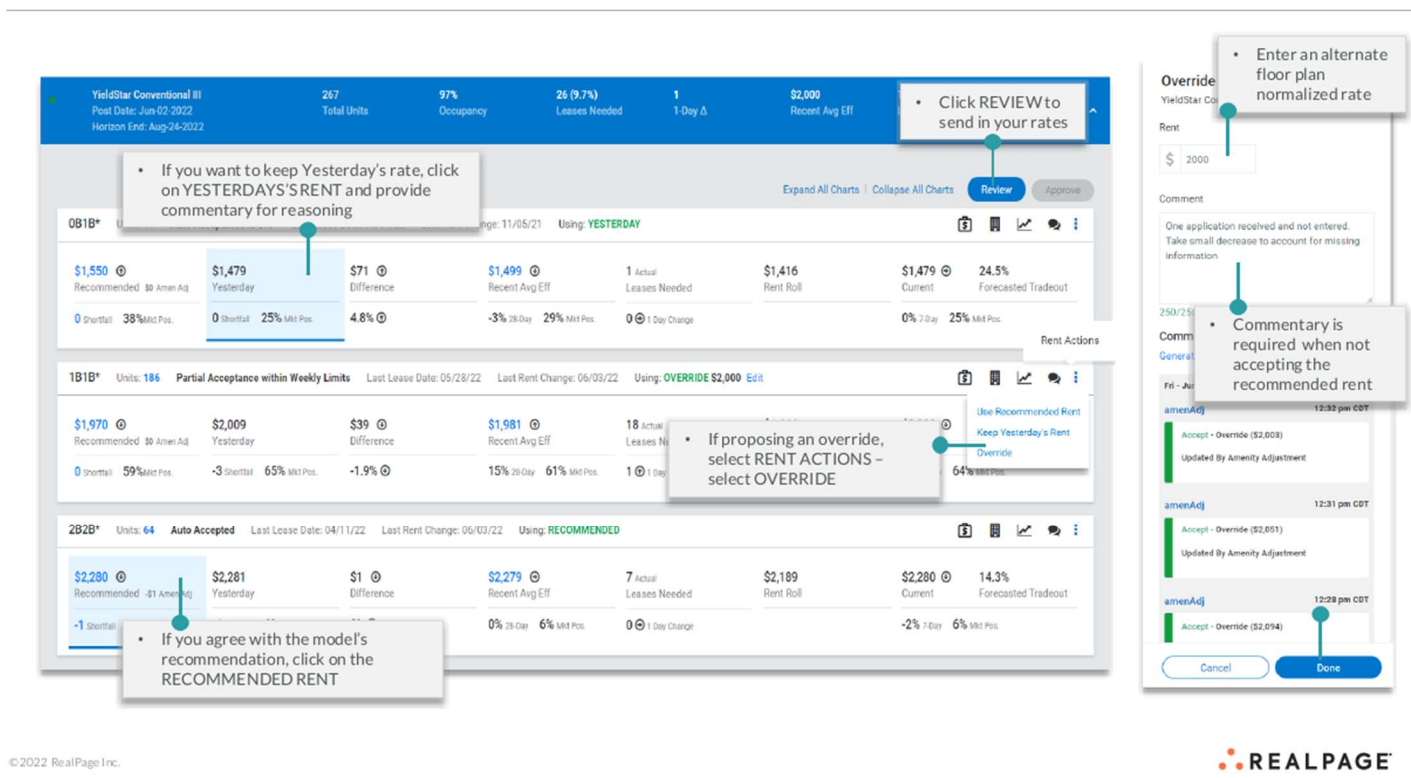 YieldStar Conventional III
Post Date: Jun-02-2022
Horizon End: Aug-24-2022
267
Total Units
97%
Occupancy
26 (9.7%)
Leases Needed
1
1-Day Δ
$2,000
Recent Avg Eff
• Click REVIEW to
send in your rates
• If you want to keep Yesterday's rate, click
on YESTERDAYS'S RENT and provide
commentary for reasoning
Expand All Charts | Collapse All Charts
Review
Approve
0B1B* 11/05/21 Using: YESTERDAY
$1,550 $1,479 $71 $1,499 1 Actual $1,416 $1,479 24.5%
Recommended $0 Amen Adj Yesterday Difference Recent Avg Eff Leases Needed Rent Roll Current Forecasted Tradeout
0 Shortfall 38% Mkt Pos. 0 Shortfall 25% Mkt Pos. 4.8% -3% 28-Day 29% Mkt Pos. 0 1 Day Change 0% 7-Day 25% Mkt Pos.
Rent Actions
1B1B* Units: 186 Partial Acceptance within Weekly Limits Last Lease Date: 05/28/22 Last Rent Change: 06/03/22 Using: OVERRIDE $2,000 Edit
$1,970 $2,009 $39 $1,981 18 Actual
Recommended $0 Amen Adj Yesterday Difference Recent Avg Eff Leases
0 Shortfall 59% Mkt Pos. -3 Shortfall 65% Mkt Pos. -1.9% 15% 28-Day 61% Mkt Pos. 1 1 Day 64% Mkt Pos.
Use Recommended Rent
Keep Yesterday's Rent
Override
• If proposing an override,
select RENT ACTIONS –
select OVERRIDE
2B2B* Units: 64 Auto Accepted Last Lease Date: 04/11/22 Last Rent Change: 06/03/22 Using: RECOMMENDED
$2,280 $2,281 $1 $2,279 7 Actual $2,189 $2,280 14.3%
Recommended -$1 Amen Adj Yesterday Difference Recent Avg Eff Leases Needed Rent Roll Current Forecasted Tradeout
-1 Shortfall 0% 28-Day 6% Mkt Pos. 0 1 Day Change -2% 7-Day 6% Mkt Pos.
• If you agree with the model's
recommendation, click on the
RECOMMENDED RENT
Override
YieldStar
• Enter an alternate
floor plan
normalized rate
Rent
$ 2000
Comment
One application received and not entered.
Take small decrease to account for missing
information
• Commentary is
required when not
accepting the
recommended rent
Fri -
amenAdj 12:32 pm CDT
Accept - Override ($2,003)
Updated By Amenity Adjustment
amenAdj 12:31 pm CDT
Accept - Override ($2,051)
Updated By Amenity Adjustment
amenAdj 12:28 pm CDT
Accept - Override ($2,094)
Cancel
Done
©2022 RealPage Inc.
REALPAGE